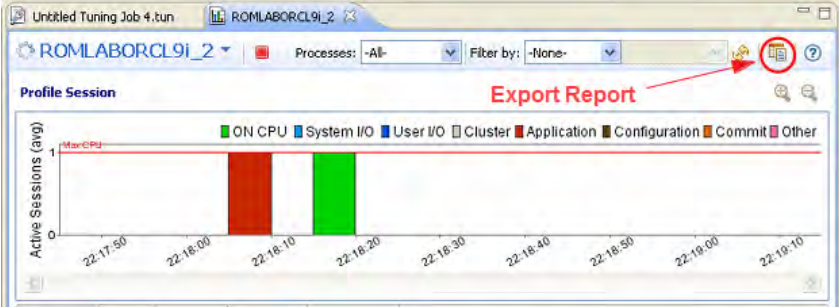 Untitled Tuning Job 4.tun ROMLABORCL9i_2
ROMLABORCL9i_2 Processes: -All- Filter by: -None-
Profile Session
Export Report
ON CPU System I/O User I/O Cluster Application Configuration Commit Other
Max CPU
Active Sessions (avg)
1
0
22:17:50 22:18:00 22:18:10 22:18:20 22:18:30 22:18:40 22:18:50 22:19:00 22:19:10